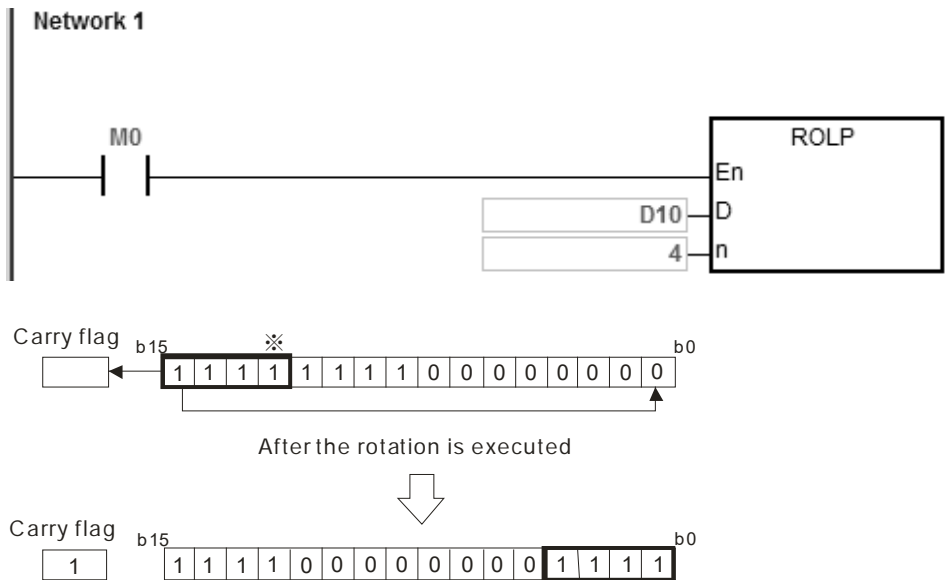 Network 1
M0
ROLP
En
D10 D
4 n
Carry flag b15 ※ b0
1 1 1 1 1 1 1 1 0 0 0 0 0 0 0 0
After the rotation is executed
Carry flag b15 b0
1 1 1 1 1 0 0 0 0 0 0 0 0 1 1 1 1